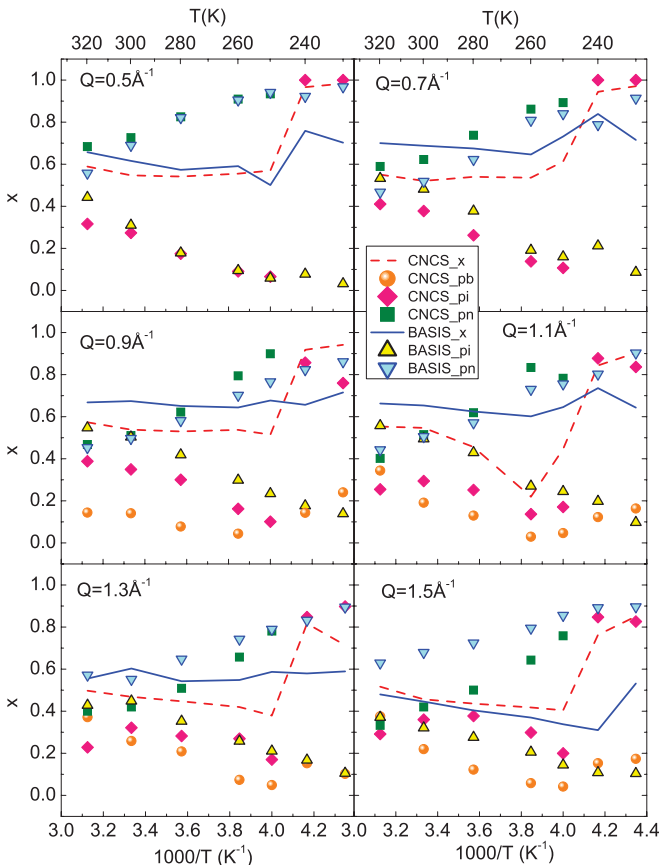 T(K)
T(K)
320 300 280 260 240
320 300 280 260 240
Q=0.5Å⁻¹
Q=0.7Å⁻¹
1.0
0.8
0.6
0.4
0.2
0.0
x
CNCS_x
CNCS_pb
CNCS_pi
CNCS_pn
BASIS_x
BASIS_pi
BASIS_pn
Q=0.9Å⁻¹
Q=1.1Å⁻¹
1.0
0.8
0.6
0.4
0.2
0.0
x
Q=1.3Å⁻¹
Q=1.5Å⁻¹
1.0
0.8
0.6
0.4
0.2
0.0
x
3.0 3.2 3.4 3.6 3.8 4.0 4.2 3.0 3.2 3.4 3.6 3.8 4.0 4.2 4.4
1000/T (K⁻¹)
1000/T (K⁻¹)